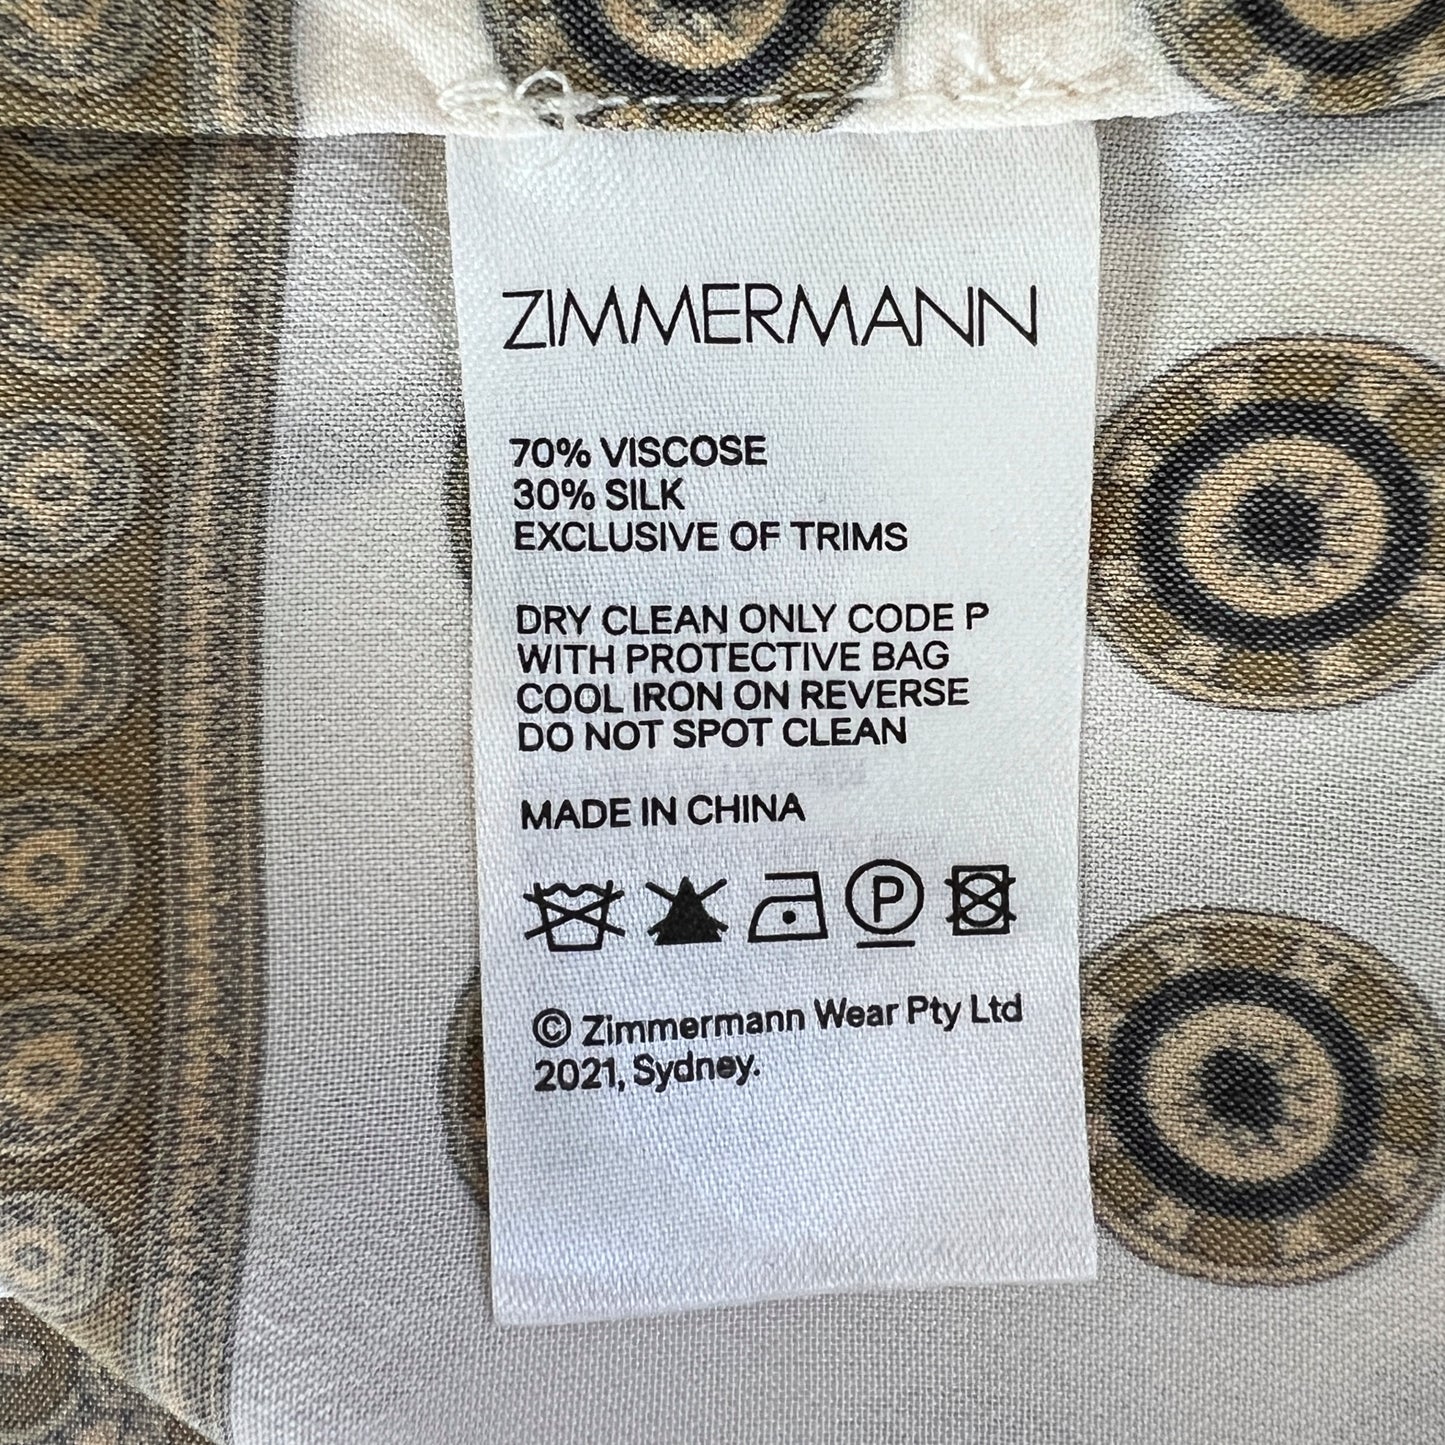 ZIMMERMANN
70% VISCOSE
30% SILK
EXCLUSIVE OF TRIMS
DRY CLEAN ONLY CODE P
WITH PROTECTIVE BAG
COOL IRON ON REVERSE
DO NOT SPOT CLEAN
MADE IN CHINA
P
© Zimmermann Wear Pty Ltd
2021, Sydney.